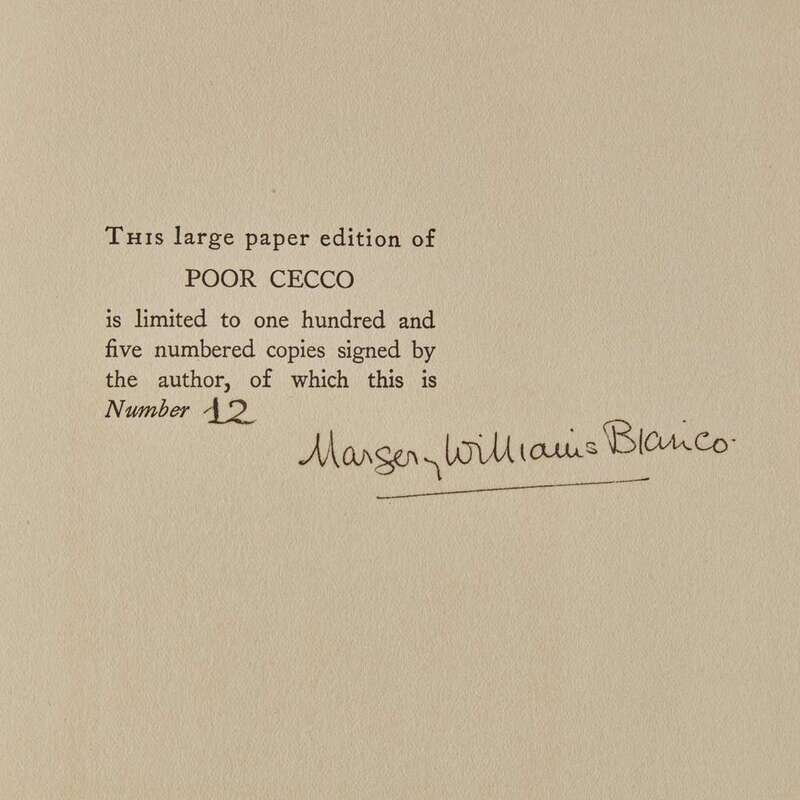 THIS large paper edition of
POOR CECCO
is limited to one hundred and
five numbered copies signed by
the author, of which this is
Number 12
Margery Williams Bianco.